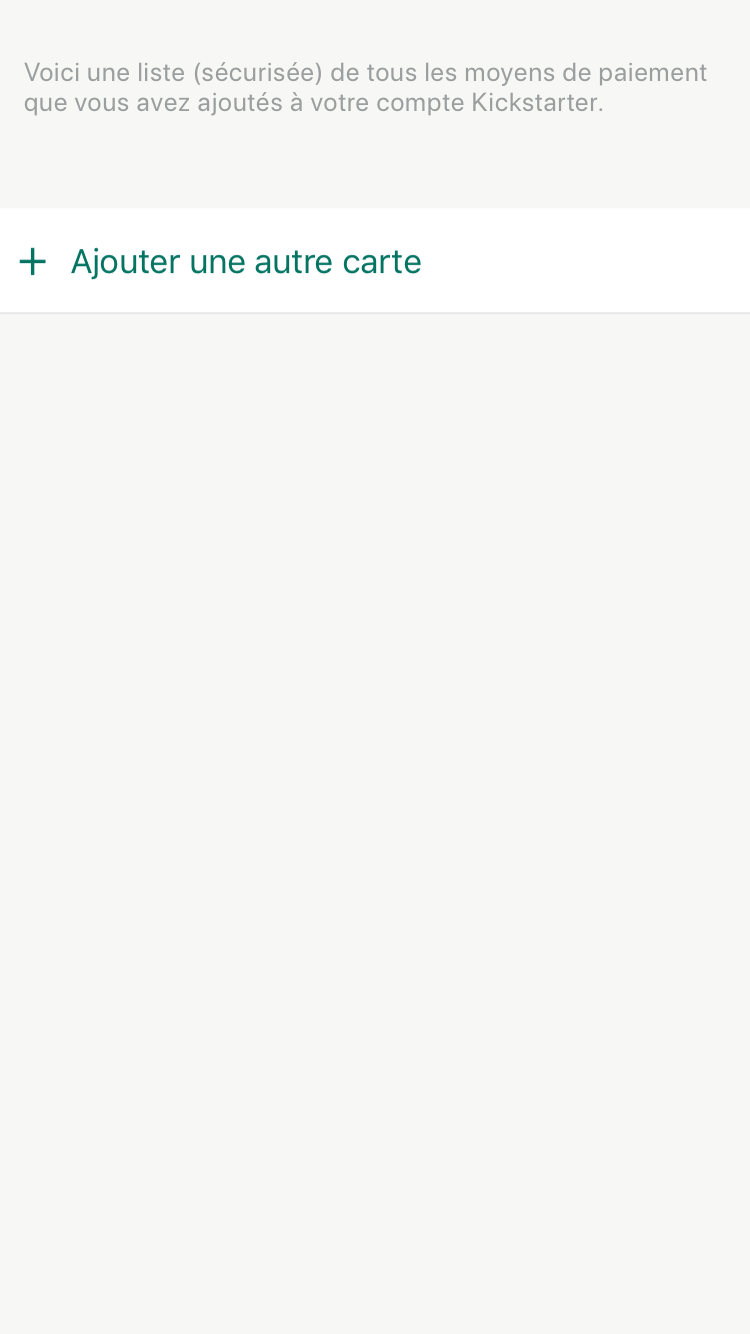 Voici une liste (sécurisée) de tous les moyens de paiement
que vous avez ajoutés à votre compte Kickstarter.
+ Ajouter une autre carte